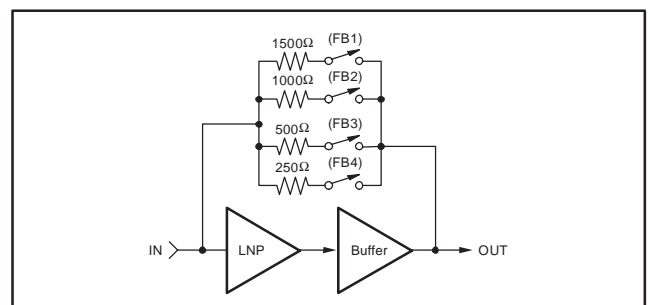 1500Ω (FB1)
1000Ω (FB2)
500Ω (FB3)
250Ω (FB4)
IN LNP Buffer OUT